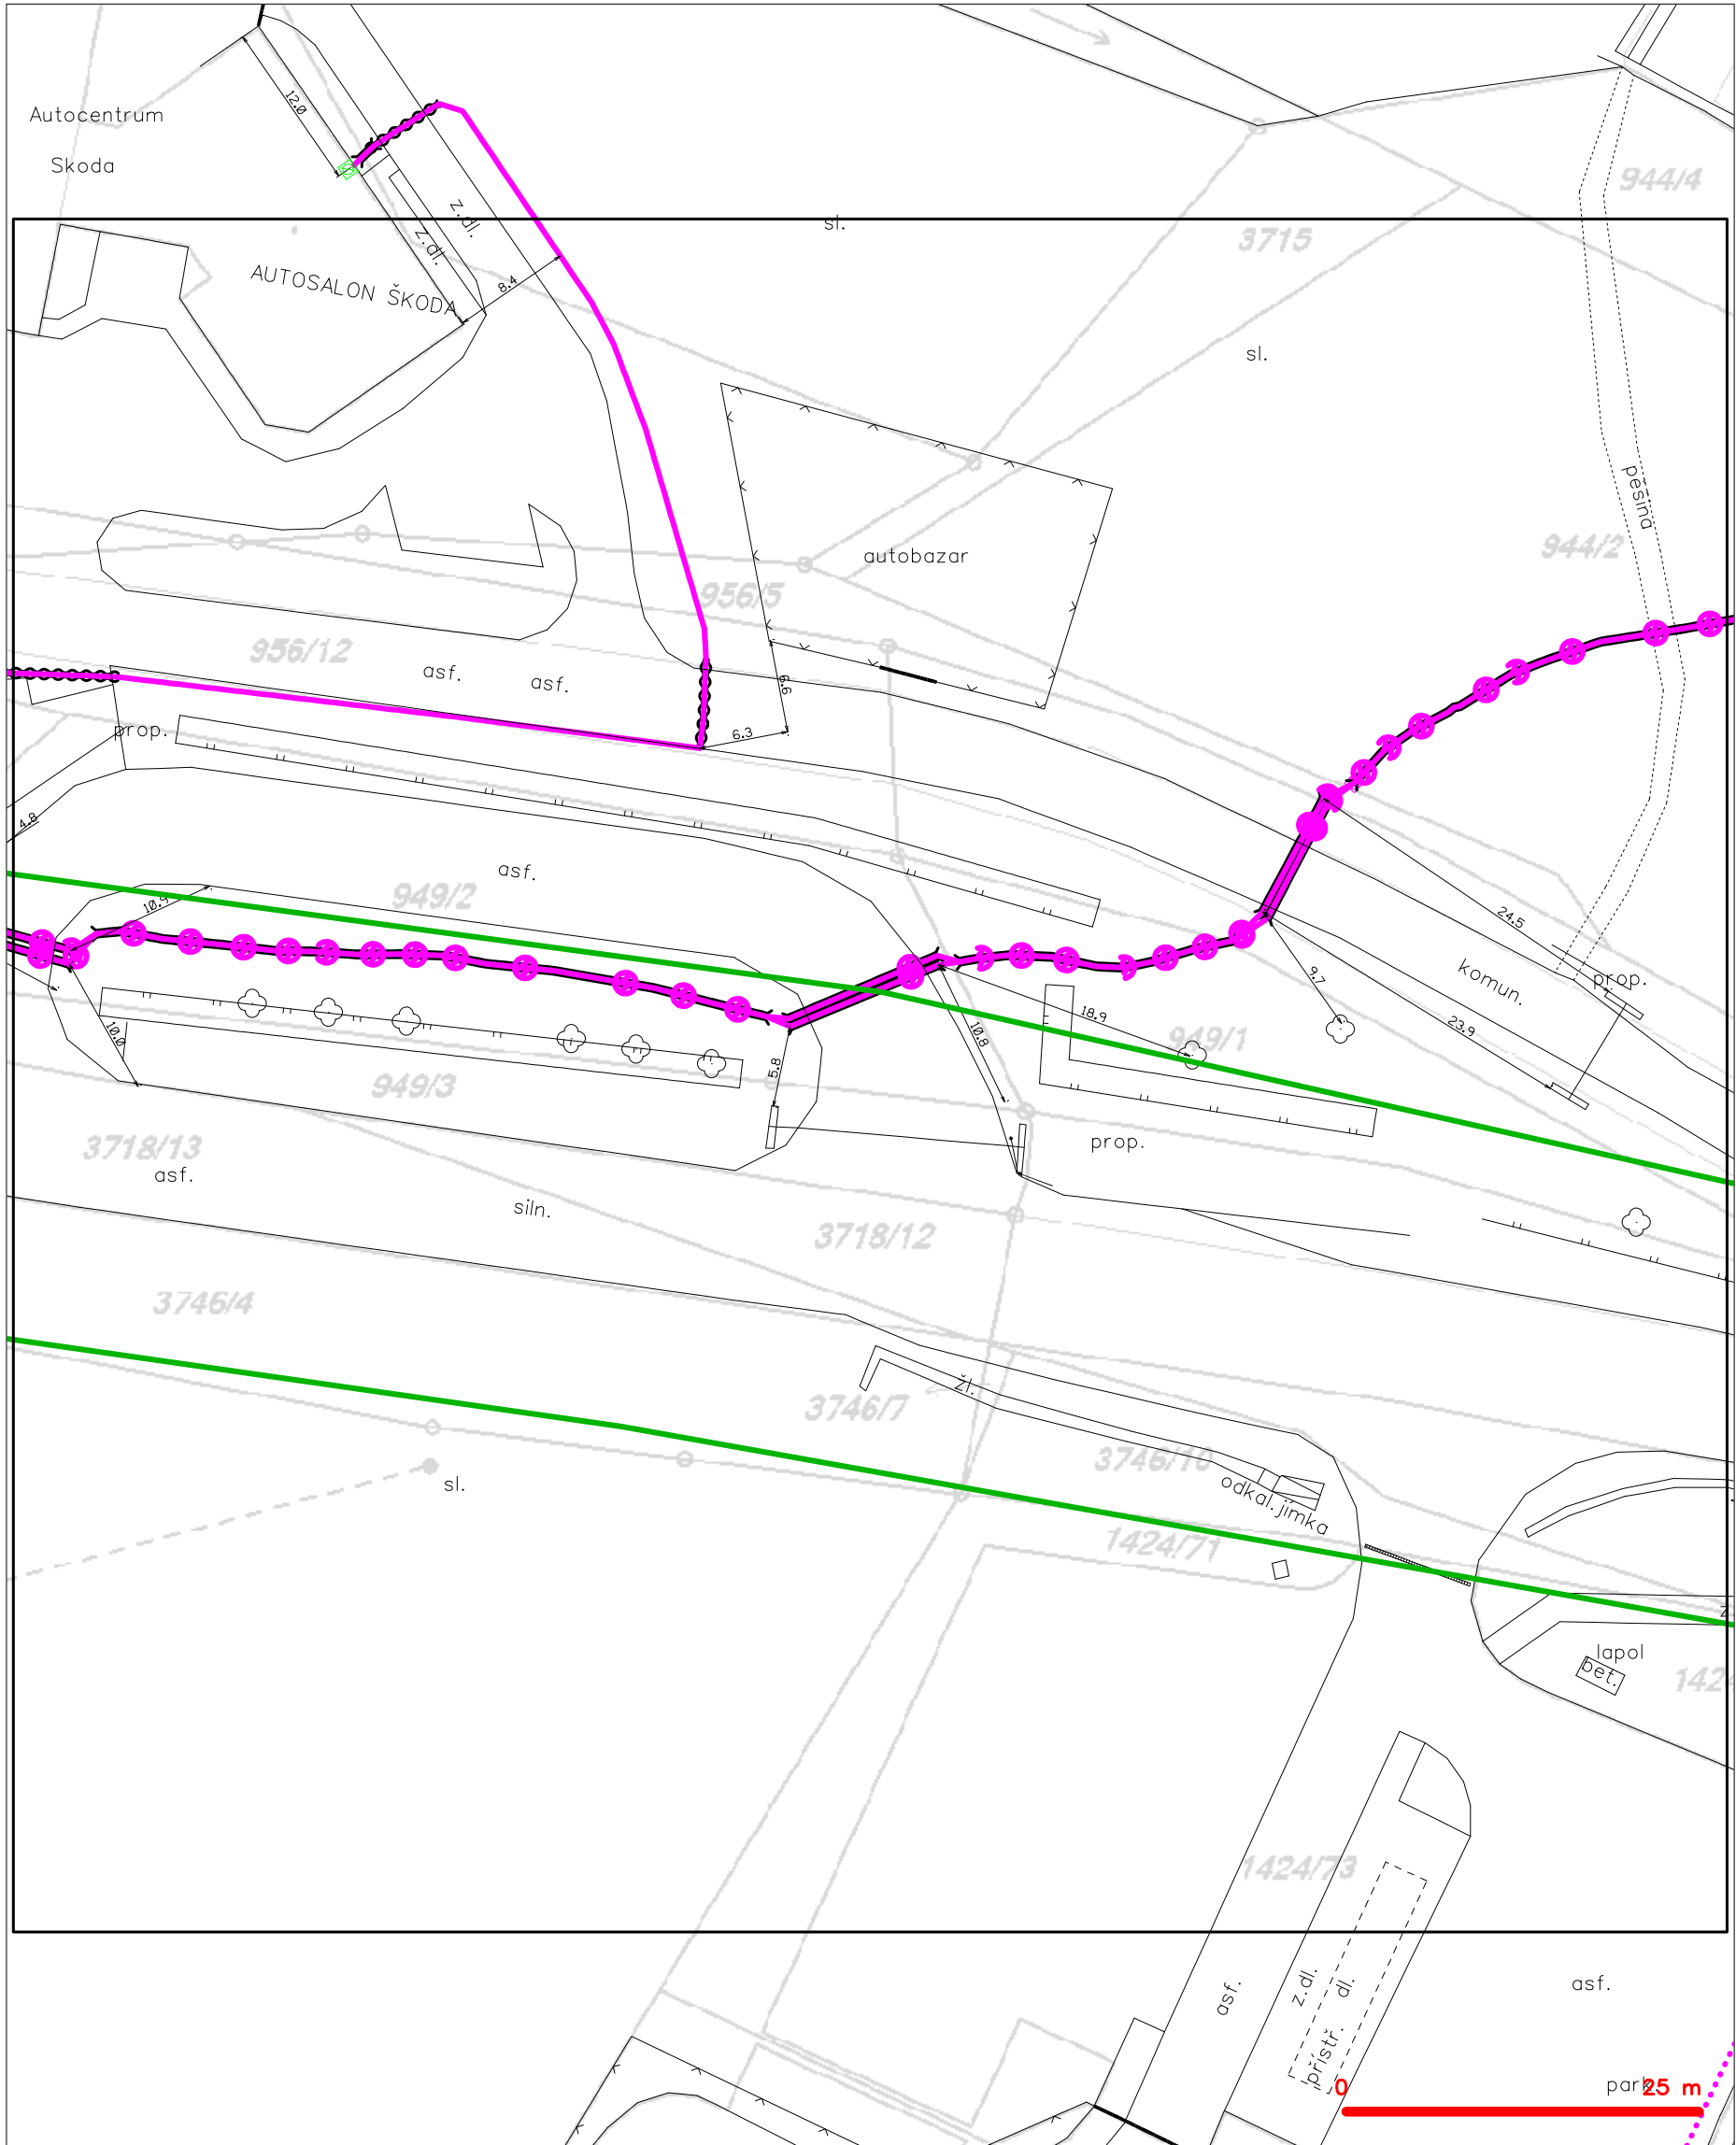 Autocentrum
Skoda
12.0
944/4
z.dl.
z.dl.
sl.
3715
AUTOSALON ŠKODA
8.4
sl.
pěšina
autobazar
944/2
956/5
956/12
asf.
asf.
9.9
6.3
prop.
4.8
asf.
949/2
10.9
24.5
komun.
prop.
9.7
23.9
18.9
949/1
10.8
10.0
5.8
949/3
prop.
3718/13
asf.
siln.
3718/12
3746/4
žl.
3746/7
3746/10
odkal.jímka
sl.
1424/71
lapol
bet.
1424/73
asf.
z.dl.
přístř. dl.
asf.
park
0
25 m